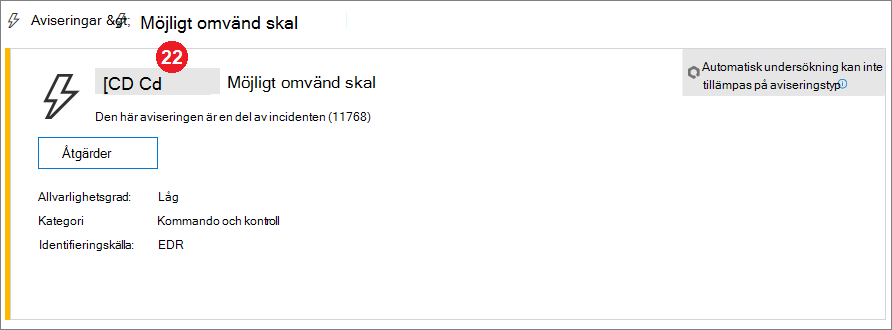 Aviseringar &gt; Möjligt omvänd skal
22
[CD Cd Möjligt omvänd skal
Automatisk undersökning kan inte
tillämpas på aviseringstyp
Den här aviseringen är en del av incidenten (11768)
Åtgärder
Allvarlighetsgrad: Låg
Kategori Kommando och kontroll
Identifieringskälla: EDR